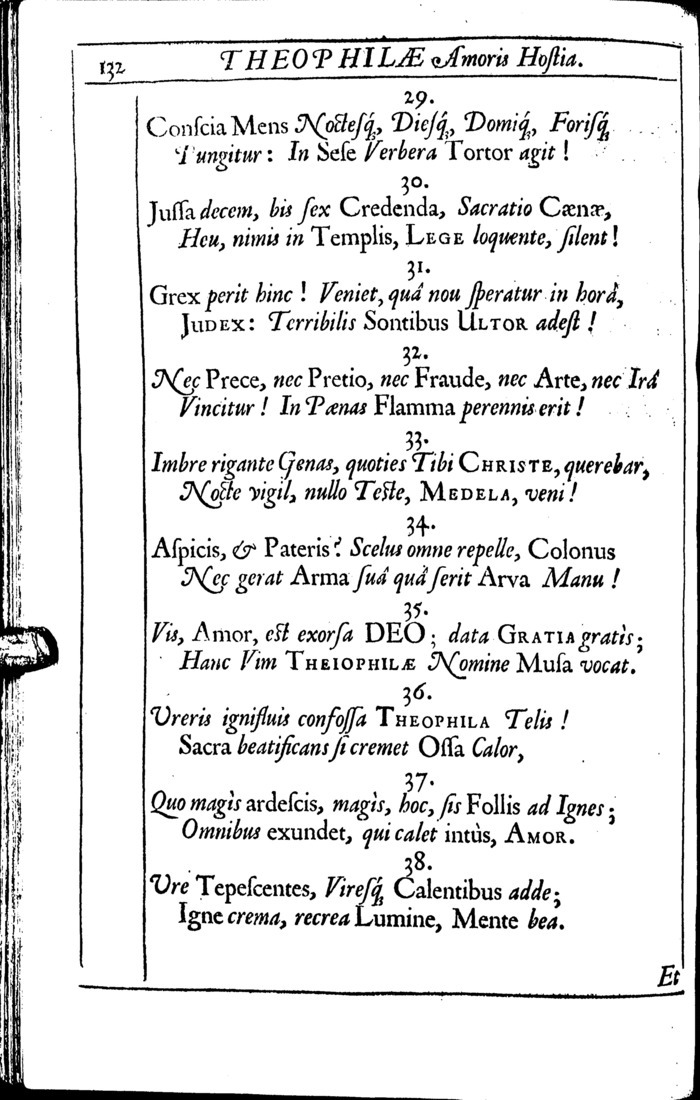 132 THEOPHILÆ Amoris Hoſtia.
29.
Conſcia Mens Nocteſq́;, Dieſq́;, Domiq́;, Foriſq́;
Pungitur: In Seſe Verbera Tortor agit!
30.
Juſſa decem, bis ſex Credenda, Sacratio Cænæ,
Heu, nimis in Templis, LEGE loquente, ſilent!
31.
Grex perit hinc! Veniet, quâ nou ſperatur in horâ,
JUDEX: Terribilis Sontibus ULTOR adeſt!
32.
Nec Prece, nec Pretio, nec Fraude, nec Arte, nec Irâ
Vincitur! In Pænas Flamma perennis erit!
33.
Imbre rigante Genas, quoties Tibi CHRISTE, querebar,
Nocte vigil, nullo Teſte, MEDELA, veni!
34.
Aſpicis, & Pateris? Scelus omne repelle, Colonus
Nec gerat Arma ſuâ quâ ſerit Arva Manu!
35.
Vis, Amor, eſt exorſa DEO; data GRATIA gratìs;
Hanc Vim THEIOPHILÆ Nomine Muſa vocat.
36.
Vreris ignifluis confoſſa THEOPHILA Telis!
Sacra beatificans ſi cremet Oſſa Calor,
37.
Quo magìs ardeſcis, magìs, hoc, ſis Follis ad Ignes;
Omnibus exundet, qui calet intùs, AMOR.
38.
Vre Tepeſcentes, Vireſq́; Calentibus adde;
Igne crema, recrea Lumine, Mente bea.
Et